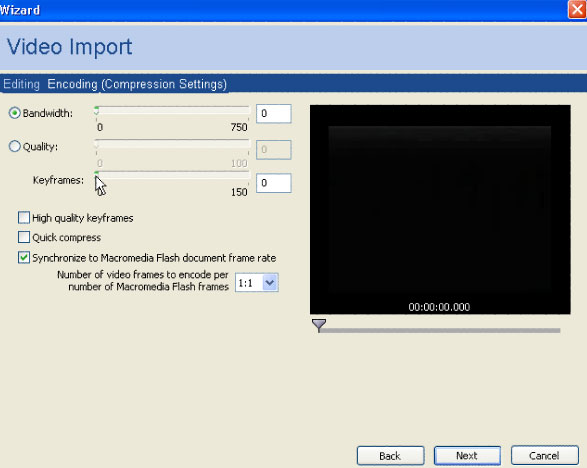 Wizard
Video Import
Editing Encoding (Compression Settings)
Bandwidth: 0
0 750
Quality: 0
0 100
Keyframes: 0
0 150
High quality keyframes
Quick compress
Synchronize to Macromedia Flash document frame rate
Number of video frames to encode per
number of Macromedia Flash frames 1:1
00:00:00.000
Back Next Cancel